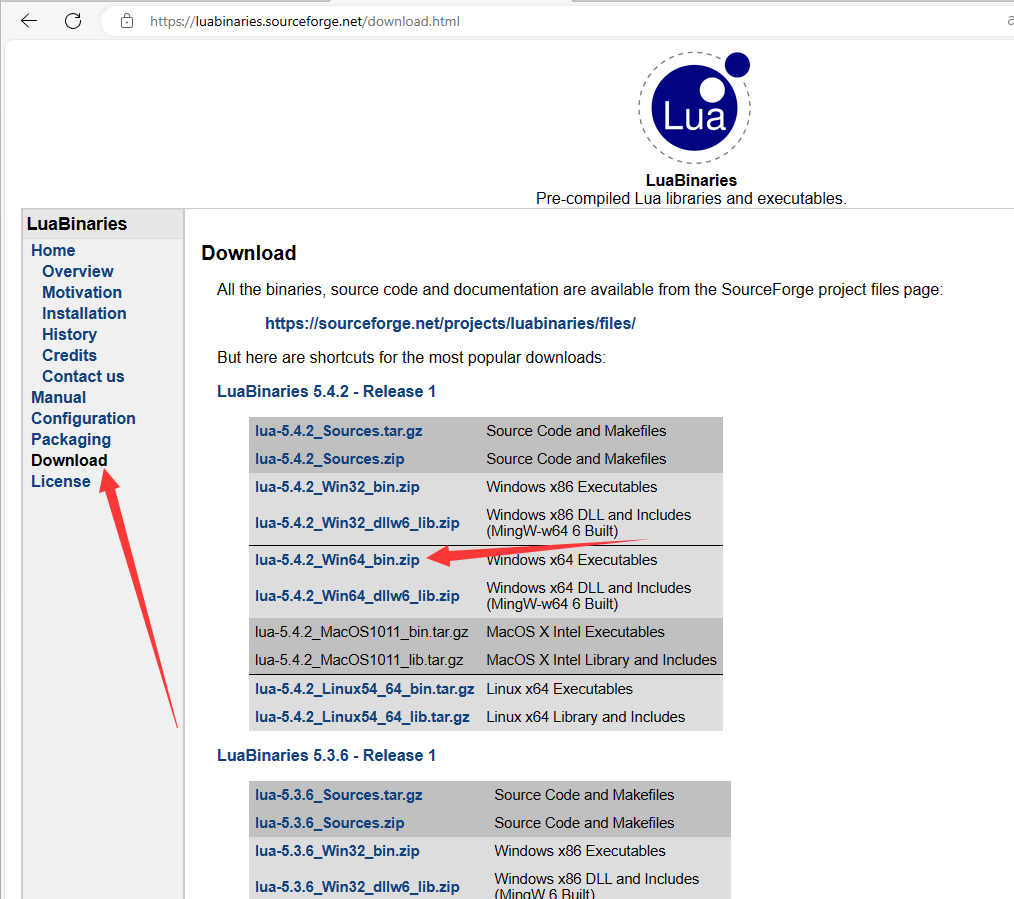 https://luabinaries.sourceforge.net/download.html
Lua
LuaBinaries
Pre-compiled Lua libraries and executables.
LuaBinaries
Home
Overview
Motivation
Installation
History
Credits
Contact us
Manual
Configuration
Packaging
Download
License
Download
All the binaries, source code and documentation are available from the SourceForge project files page:
https://sourceforge.net/projects/luabinaries/files/
But here are shortcuts for the most popular downloads:
LuaBinaries 5.4.2 - Release 1
lua-5.4.2_Sources.tar.gz Source Code and Makefiles
lua-5.4.2_Sources.zip Source Code and Makefiles
lua-5.4.2_Win32_bin.zip Windows x86 Executables
lua-5.4.2_Win32_dllw6_lib.zip Windows x86 DLL and Includes
(MingW-w64 6 Built)
lua-5.4.2_Win64_bin.zip Windows x64 Executables
lua-5.4.2_Win64_dllw6_lib.zip Windows x64 DLL and Includes
(MingW-w64 6 Built)
lua-5.4.2_MacOS1011_bin.tar.gz MacOS X Intel Executables
lua-5.4.2_MacOS1011_lib.tar.gz MacOS X Intel Library and Includes
lua-5.4.2_Linux54_64_bin.tar.gz Linux x64 Executables
lua-5.4.2_Linux54_64_lib.tar.gz Linux x64 Library and Includes
LuaBinaries 5.3.6 - Release 1
lua-5.3.6_Sources.tar.gz Source Code and Makefiles
lua-5.3.6_Sources.zip Source Code and Makefiles
lua-5.3.6_Win32_bin.zip Windows x86 Executables
lua-5.3.6_Win32_dllw6_lib.zip Windows x86 DLL and Includes
(MingW 6 Built)